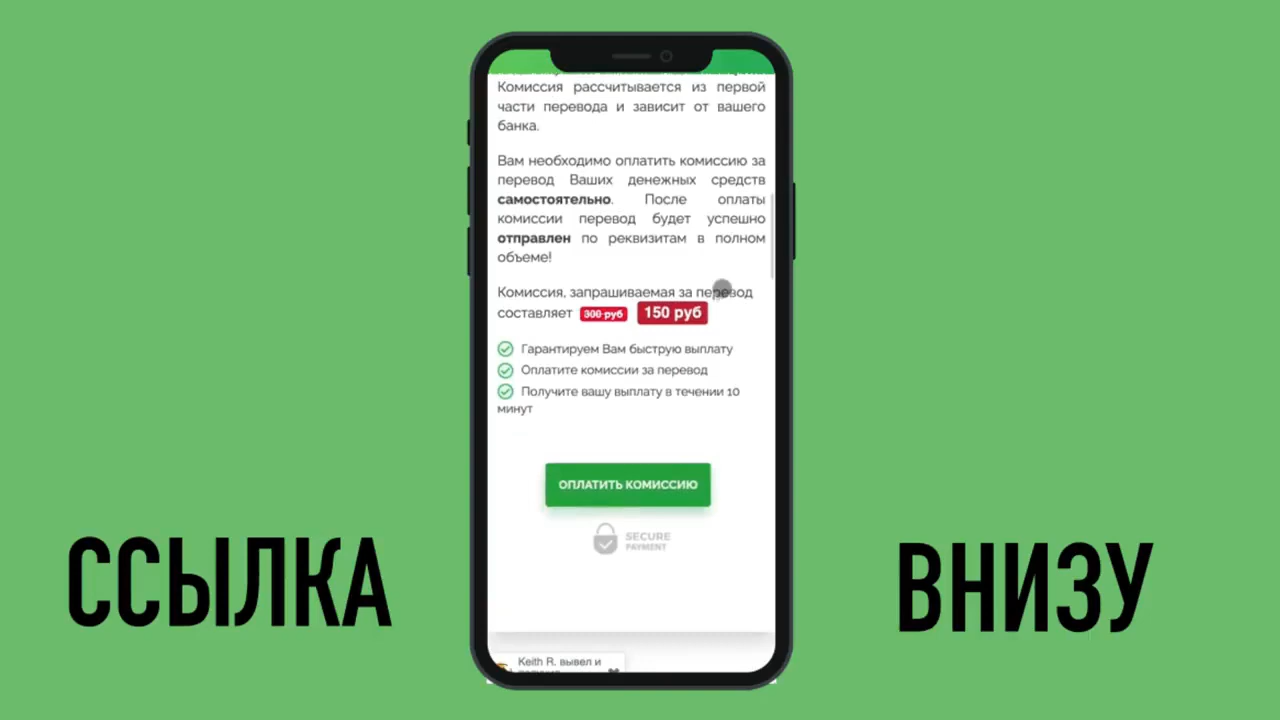 Комиссия рассчитывается из первой
части перевода и зависит от вашего
банка.
Вам необходимо оплатить комиссию за
перевод Ваших денежных средств
самостоятельно. После оплаты
комиссии перевод будет успешно
отправлен по реквизитам в полном
объеме!
Комиссия, запрашиваемая за перевод
составляет 300 руб 150 руб
Гарантируем Вам быструю выплату
Оплатите комиссии за перевод
Получите вашу выплату в течении 10
минут
ОПЛАТИТЬ КОМИССИЮ
SECURE
PAYMENT
ССЫЛКА
ВНИЗУ
Keith R. вывел и